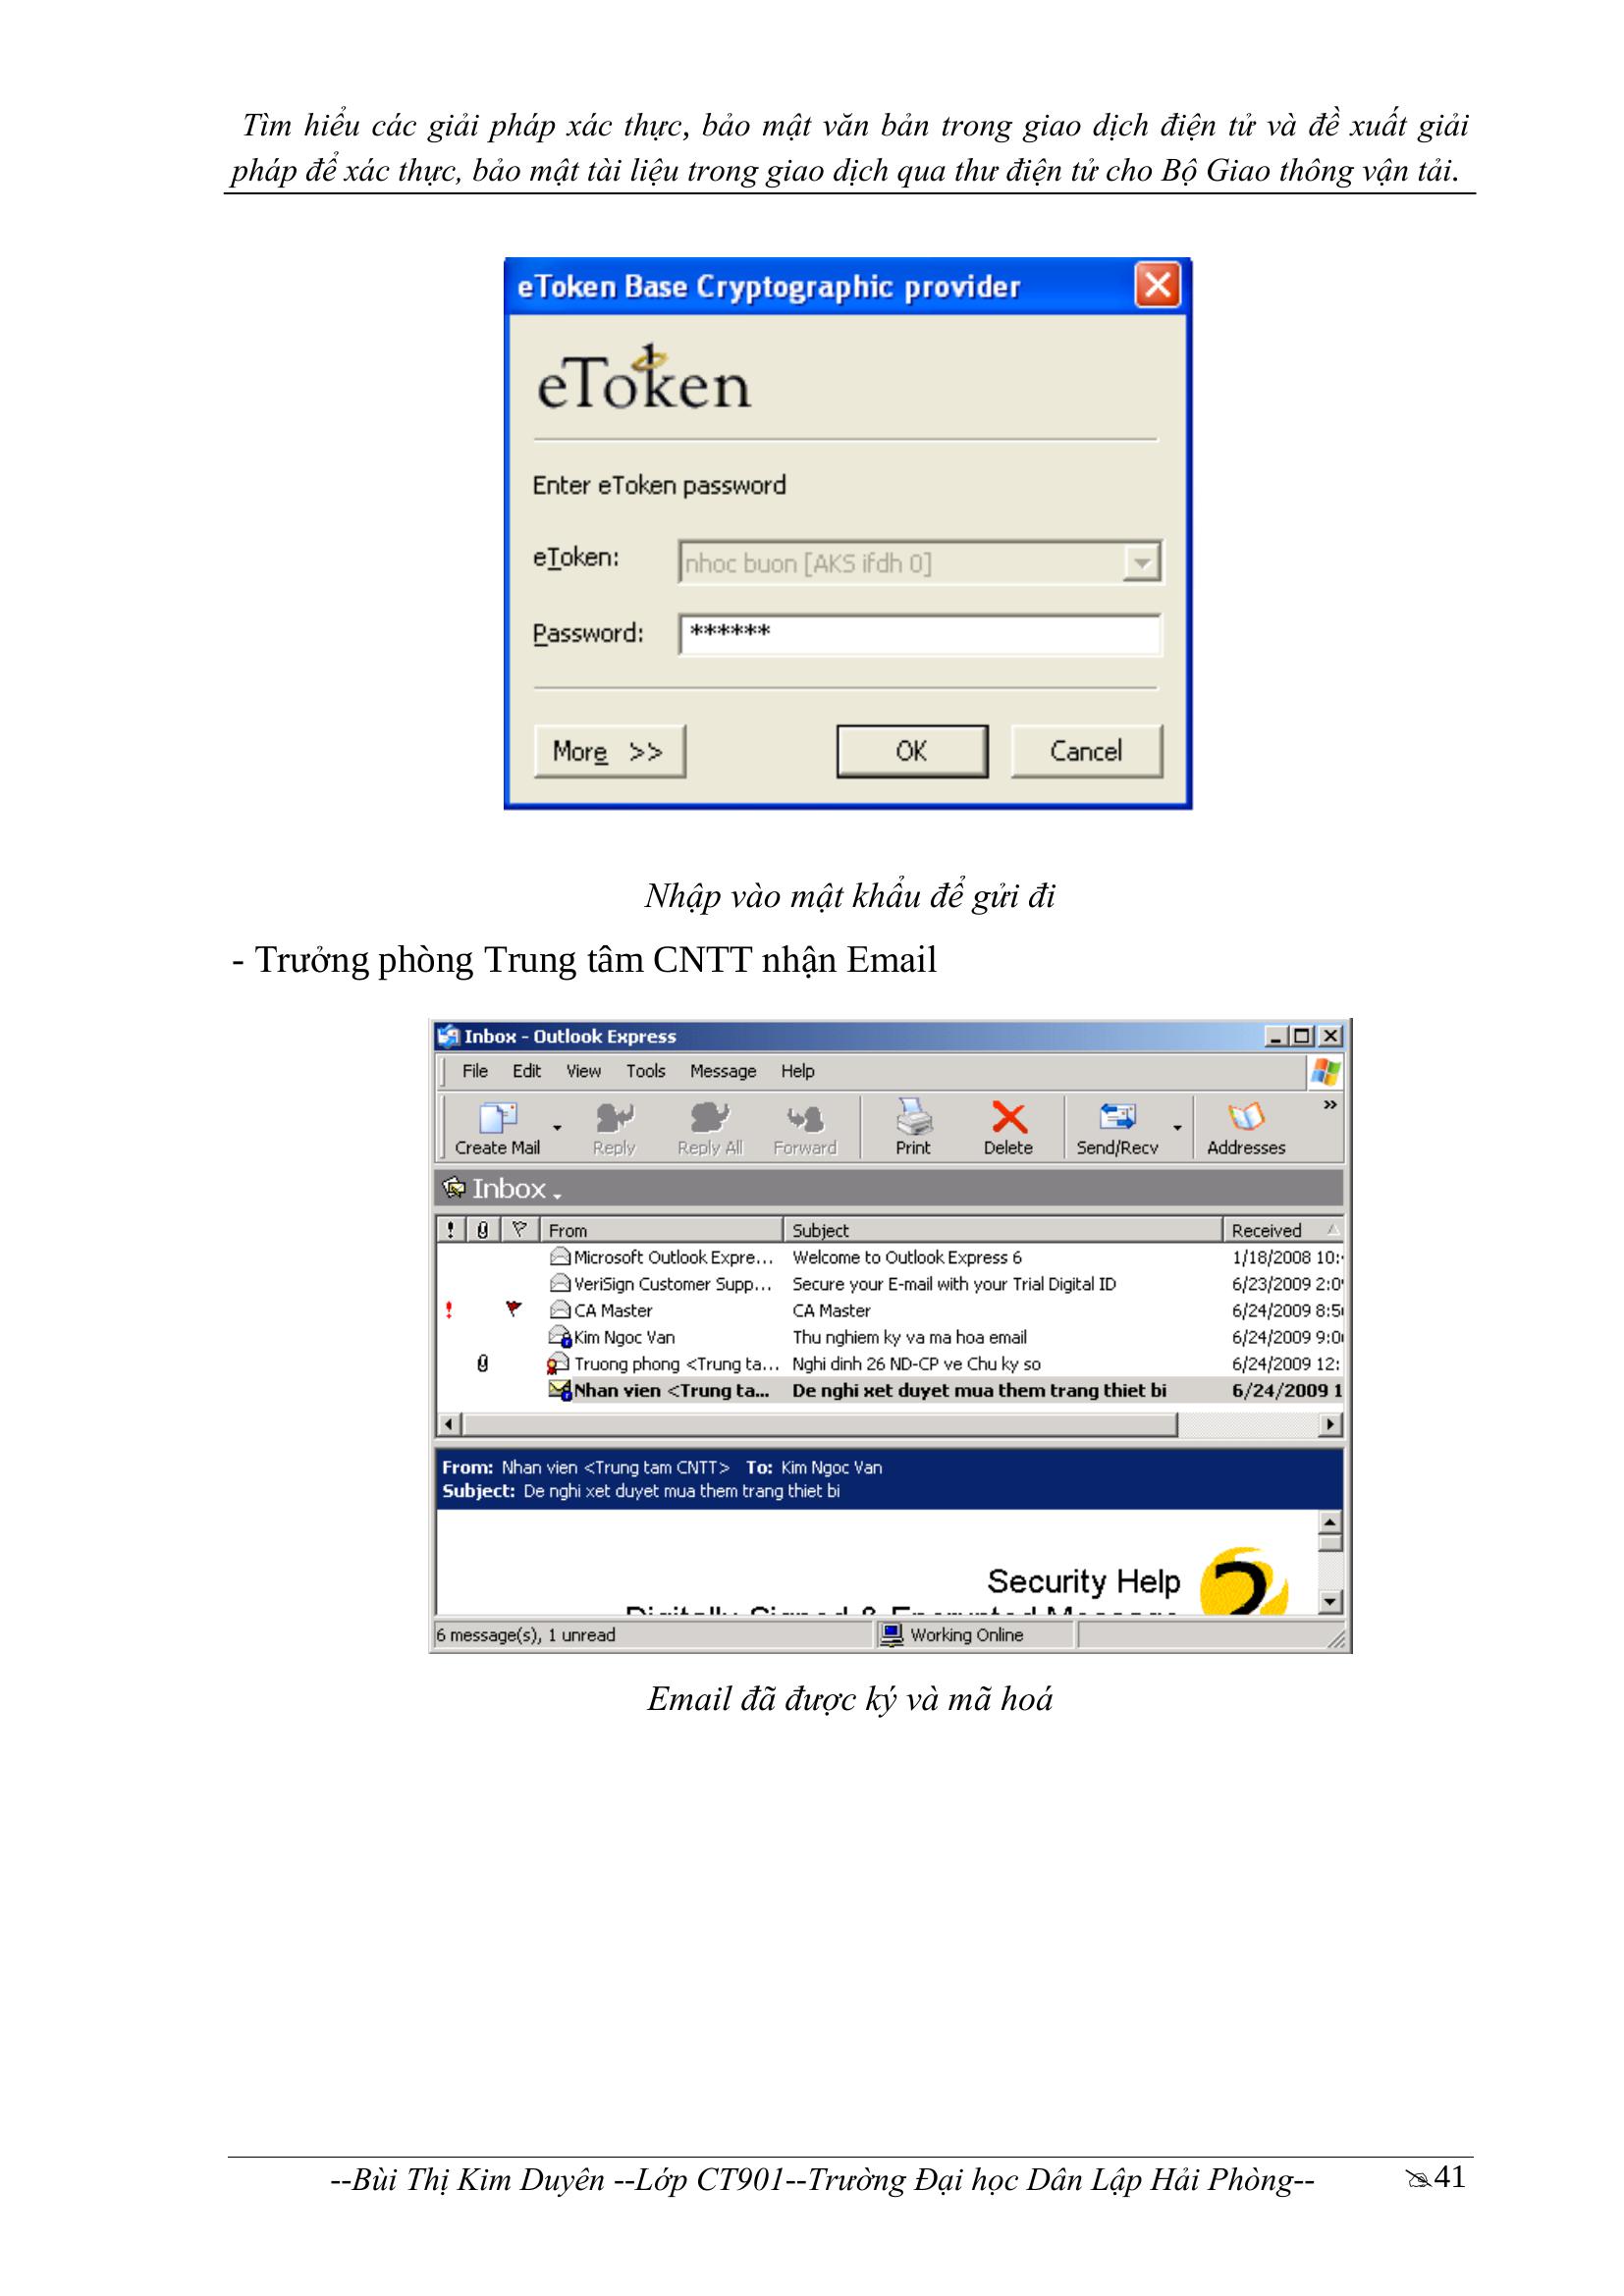 Tìm hiểu các giải pháp xác thực, bảo mật văn bản trong giao dịch điện tử và đề xuất giải
pháp để xác thực, bảo mật tài liệu trong giao dịch qua thư điện tử cho Bộ Giao thông vận tải.
eToken Base Cryptographic provider
eToken
Enter eToken password
eToken: nhoc buon [AKS ifdh 0]
Password: ******
More >> OK Cancel
Nhập vào mật khẩu để gửi đi
- Trưởng phòng Trung tâm CNTT nhận Email
Inbox - Outlook Express
File Edit View Tools Message Help
Create Mail Reply Reply All Forward Print Delete Send/Recv Addresses »
Inbox
! From Subject Received
Microsoft Outlook Expre... Welcome to Outlook Express 6 1/18/2008 10:
VeriSign Customer Supp... Secure your E-mail with your Trial Digital ID 6/23/2009 2:0
! CA Master CA Master 6/24/2009 8:5
Kim Ngoc Van Thu nghiem ky va ma hoa email 6/24/2009 9:0
Truong phong <Trung ta... Nghi dinh 26 ND-CP ve Chu ky so 6/24/2009 12:
Nhan vien <Trung ta... De nghi xet duyet mua them trang thiet bi 6/24/2009 1
From: Nhan vien <Trung tam CNTT> To: Kim Ngoc Van
Subject: De nghi xet duyet mua them trang thiet bi
Security Help
Digitally Signed & Encrypted Message
6 message(s), 1 unread Working Online
Email đã được ký và mã hoá
--Bùi Thị Kim Duyên --Lớp CT901--Trường Đại học Dân Lập Hải Phòng-- 41